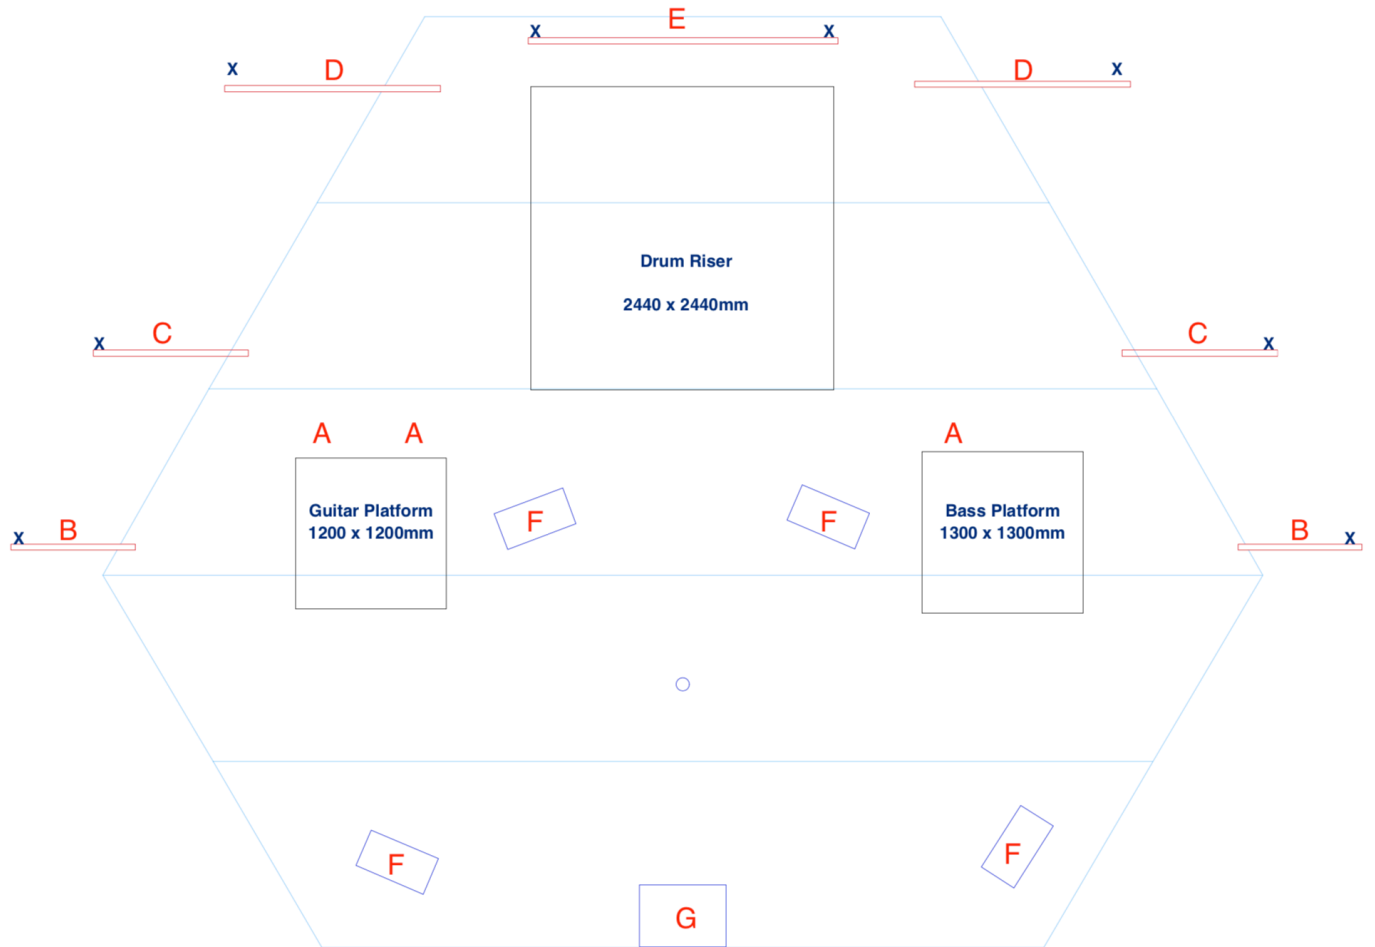 E
X X
X D D X
Drum Riser
2440 x 2440mm
X C C X
A A A
Guitar Platform
1200 x 1200mm
Bass Platform
1300 x 1300mm
F F
X B B X
F F
G